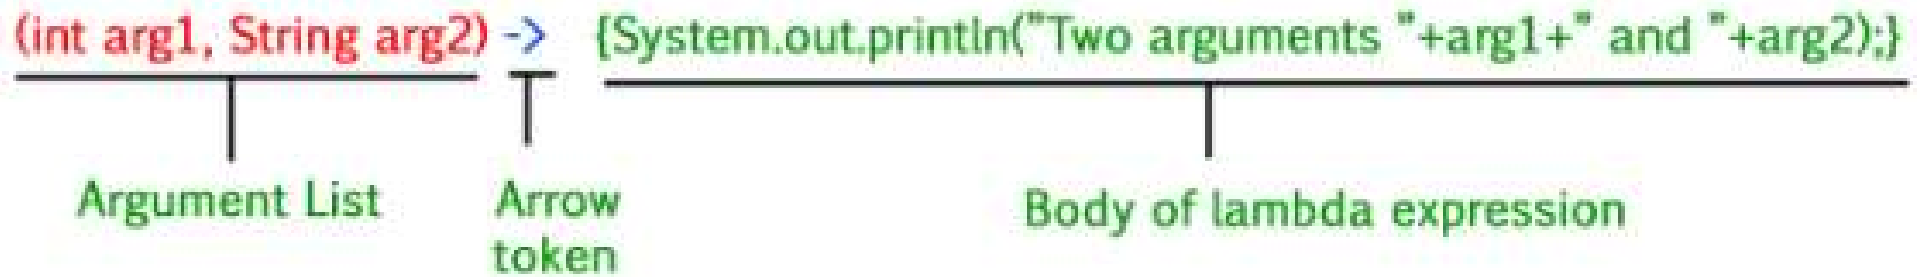 (int arg1, String arg2) -> {System.out.println("Two arguments "+arg1+" and "+arg2);}
Argument List
Arrow
token
Body of lambda expression